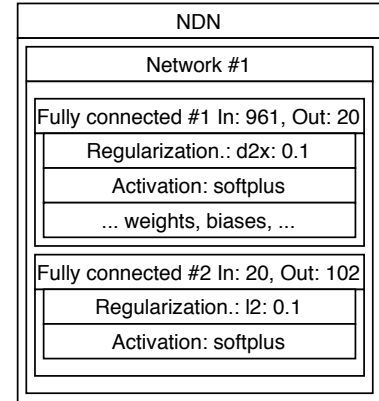 NDN
Network #1
Fully connected #1 In: 961, Out: 20
Regularization.: d2x: 0.1
Activation: softplus
... weights, biases, ...
Fully connected #2 In: 20, Out: 102
Regularization.: l2: 0.1
Activation: softplus